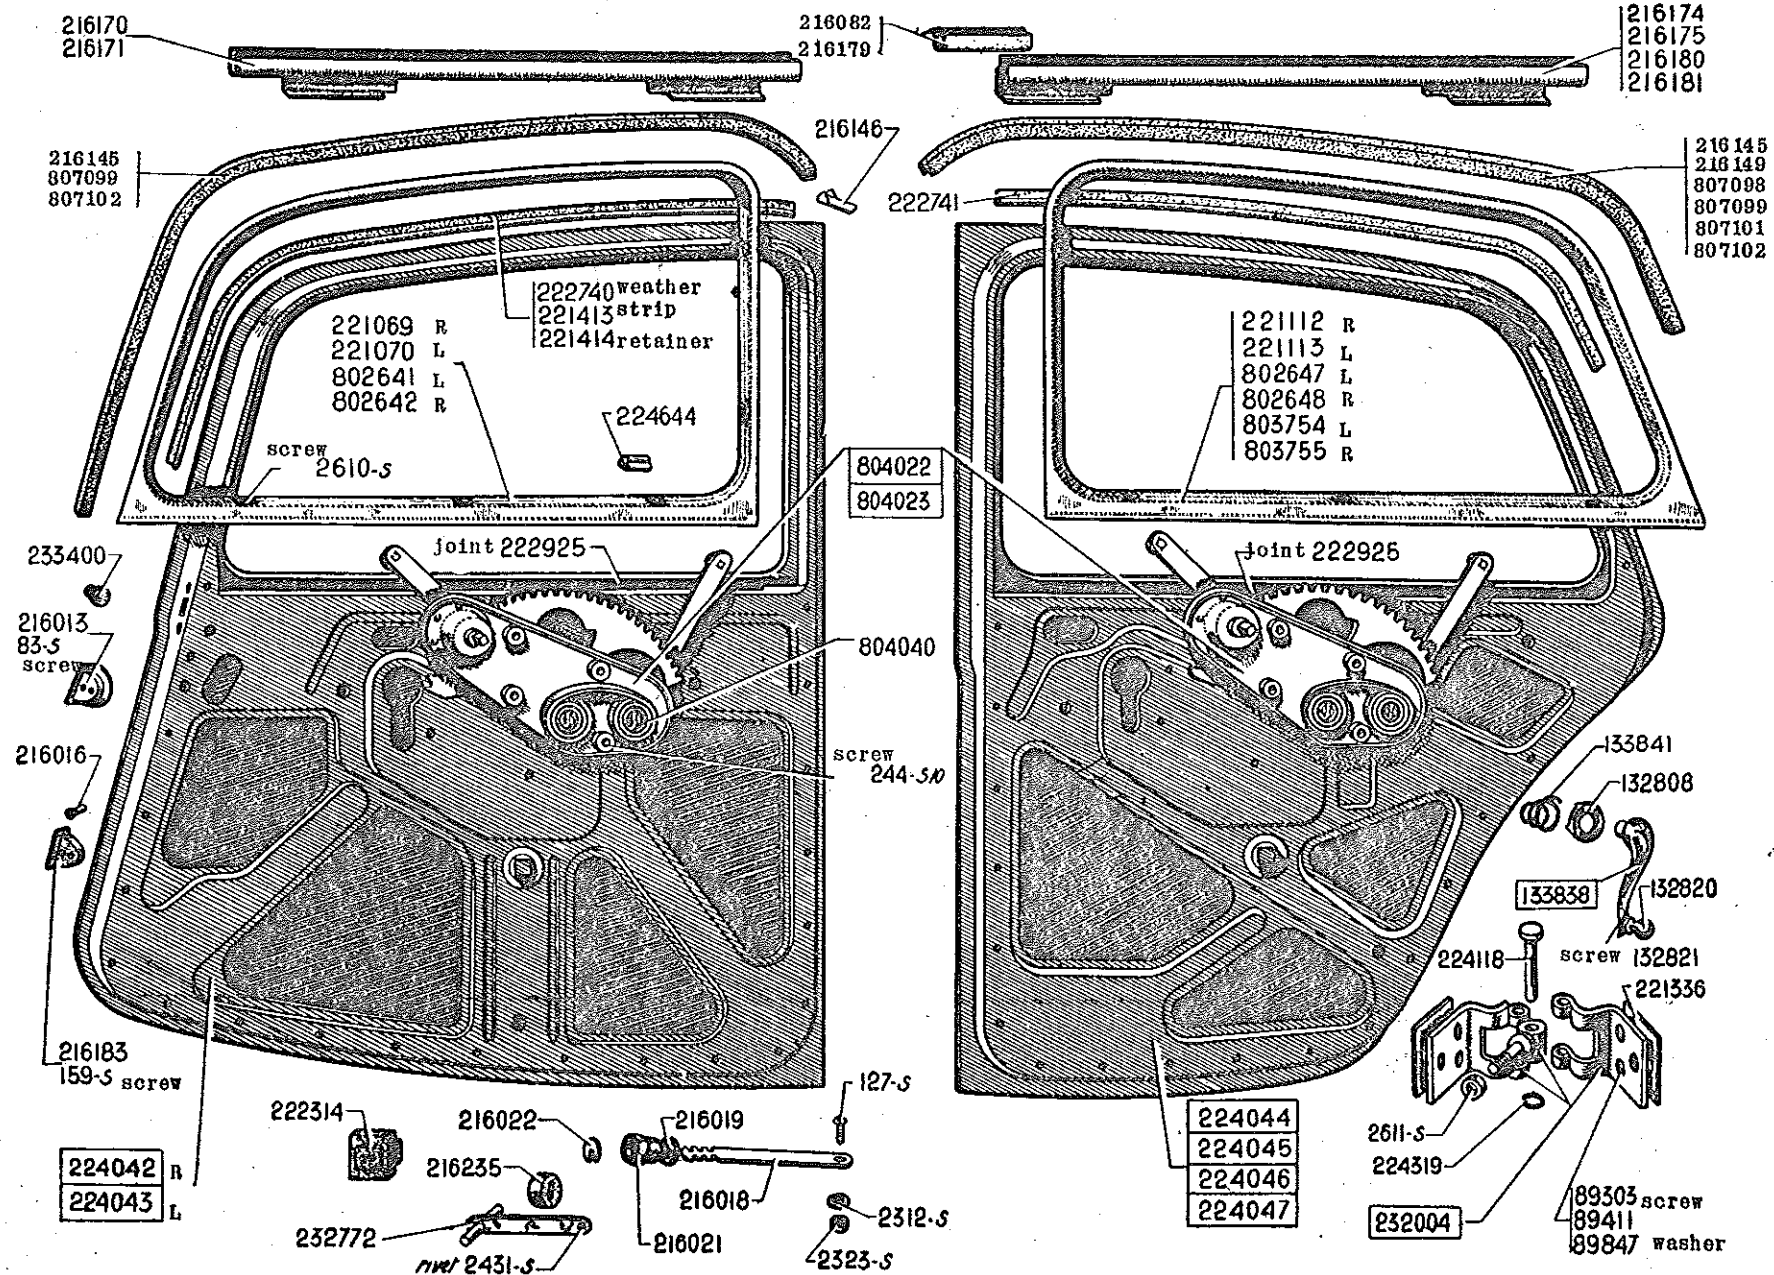 216170
216171
216082
216179
216174
216175
216180
216181
216145
807099
807102
216146
222741
216145
216149
807098
807099
807101
807102
222740 weather
221413 strip
221414 retainer
221069 R
221070 L
802641 L
802642 R
221112 R
221113 L
802647 L
802648 R
803754 L
803755 R
224644
screw
2610-S
804022
804023
joint 222925
joint 222925
233400
216013
83-S
screw
804040
216016
screw
244-S10
133841
132808
133838
132820
224118
screw 132821
221336
216183
159-S screw
127-S
222314
216022
216019
224042 R
224043 L
216235
216018
232772
216021
2312-S
rivet 2431-S
2323-S
224044
224045
224046
224047
2611-S
224319
232004
89303 screw
89411
89847 washer